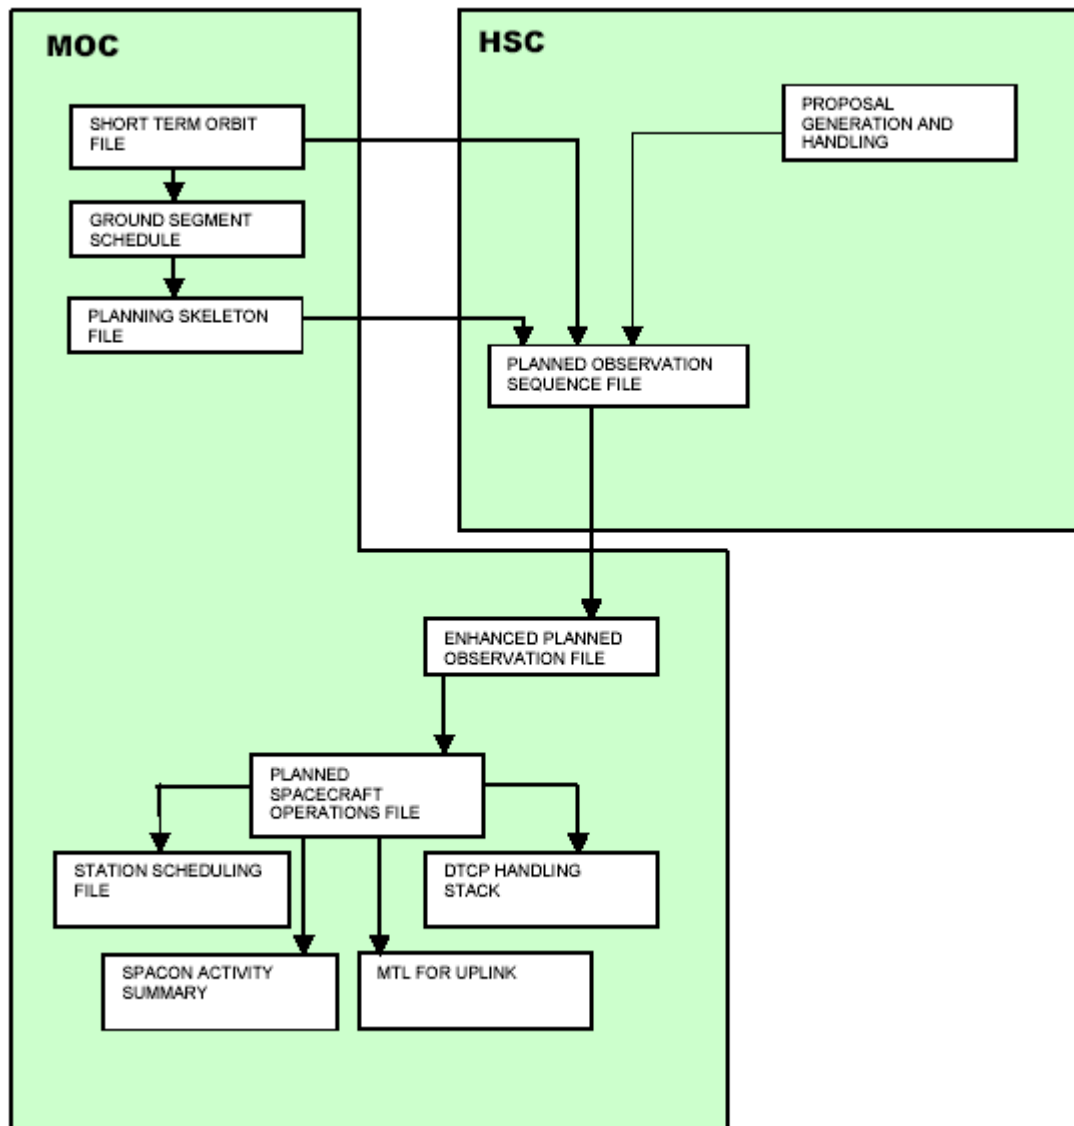 MOC
HSC
SHORT TERM ORBIT
FILE
PROPOSAL
GENERATION AND
HANDLING
GROUND SEGMENT
SCHEDULE
PLANNING SKELETON
FILE
PLANNED OBSERVATION
SEQUENCE FILE
ENHANCED PLANNED
OBSERVATION FILE
PLANNED
SPACECRAFT
OPERATIONS FILE
STATION SCHEDULING
FILE
DTCP HANDLING
STACK
SPACON ACTIVITY
SUMMARY
MTL FOR UPLINK